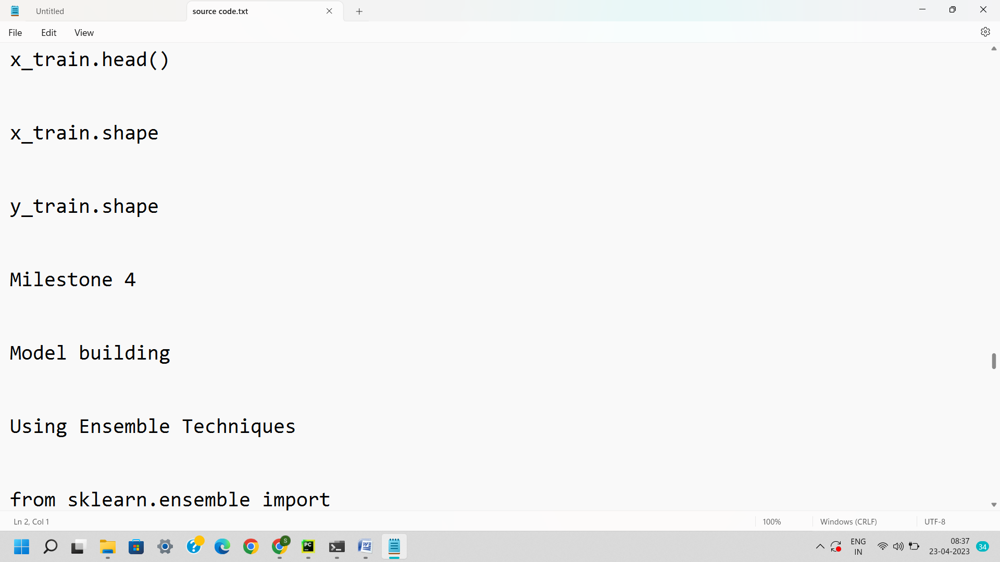 Untitled
source code.txt
File Edit View
x_train.head()
x_train.shape
y_train.shape
Milestone 4
Model building
Using Ensemble Techniques
from sklearn.ensemble import
Ln 2, Col 1
100%
Windows (CRLF)
UTF-8
S
PC
W
ENG
IN
08:37
23-04-2023
34